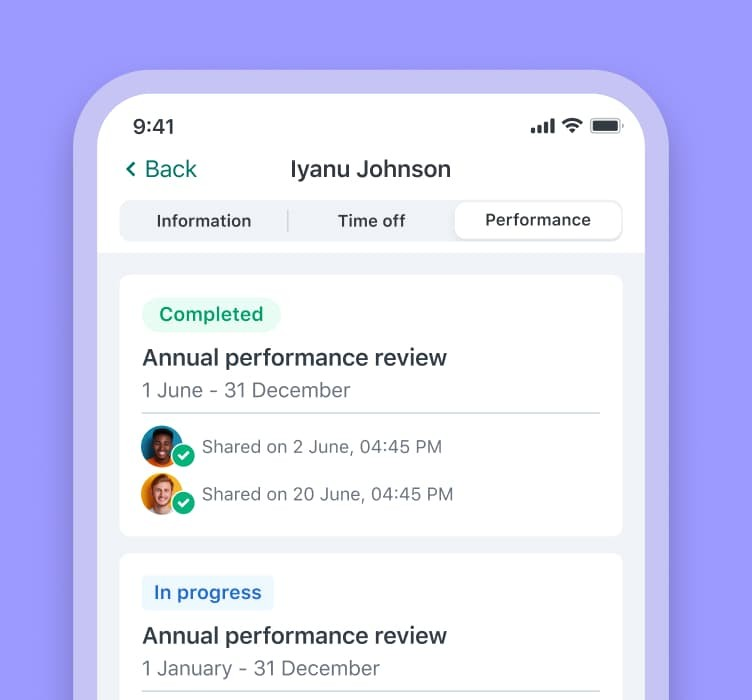 9:41
Back
Iyanu Johnson
Information
Time off
Performance
Completed
Annual performance review
1 June - 31 December
Shared on 2 June, 04:45 PM
Shared on 20 June, 04:45 PM
In progress
Annual performance review
1 January - 31 December